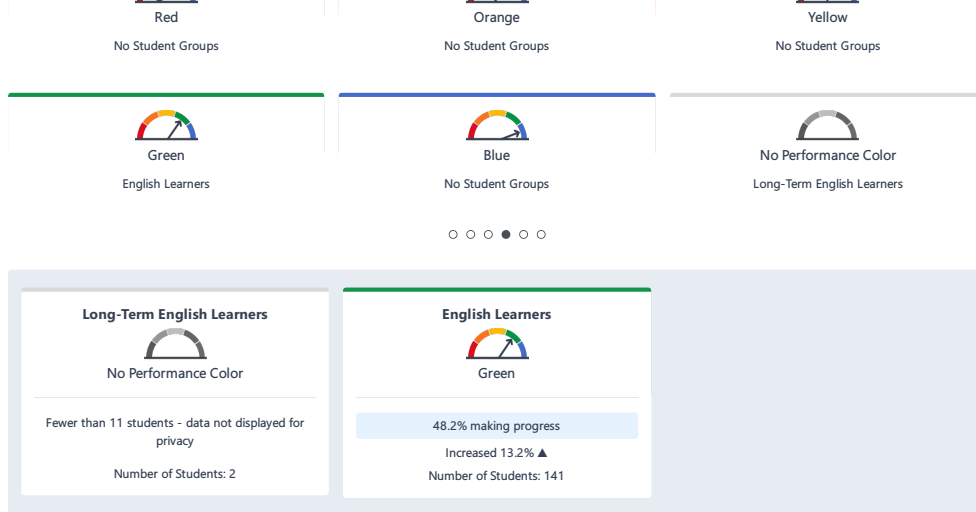 Red
Orange
Yellow
No Student Groups
No Student Groups
No Student Groups
Green
Blue
No Performance Color
English Learners
No Student Groups
Long-Term English Learners
Long-Term English Learners
No Performance Color
Fewer than 11 students - data not displayed for
privacy
Number of Students: 2
English Learners
Green
48.2% making progress
Increased 13.2% ▲
Number of Students: 141